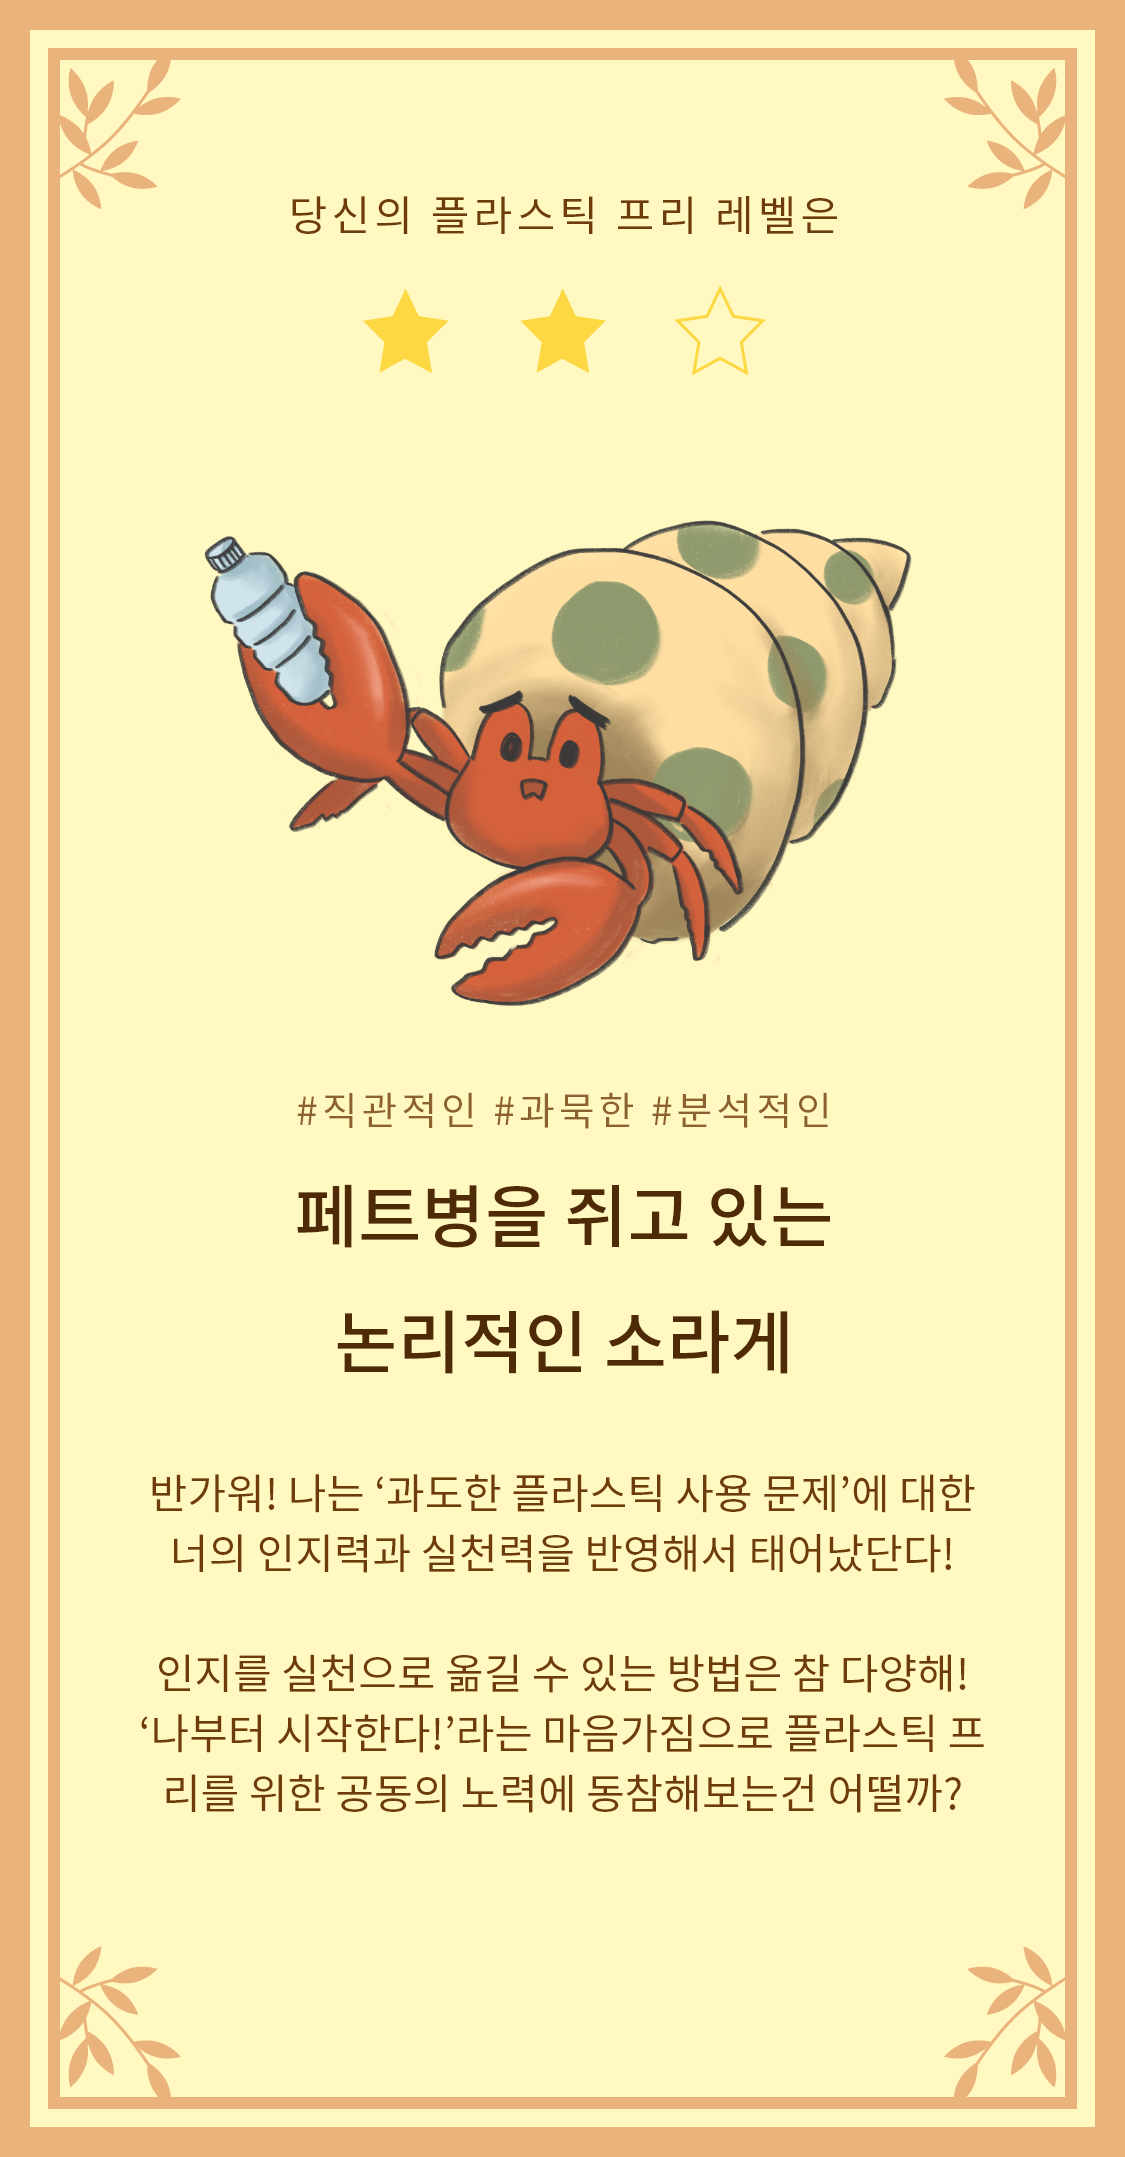 당신의 플라스틱 프리 레벨은
#직관적인 #과묵한 #분석적인
페트병을 쥐고 있는
논리적인 소라게
반가워! 나는 ‘과도한 플라스틱 사용 문제’에 대한
너의 인지력과 실천력을 반영해서 태어났단다!
인지를 실천으로 옮길 수 있는 방법은 참 다양해!
‘나부터 시작한다!’라는 마음가짐으로 플라스틱 프
리를 위한 공동의 노력에 동참해보는건 어떨까?